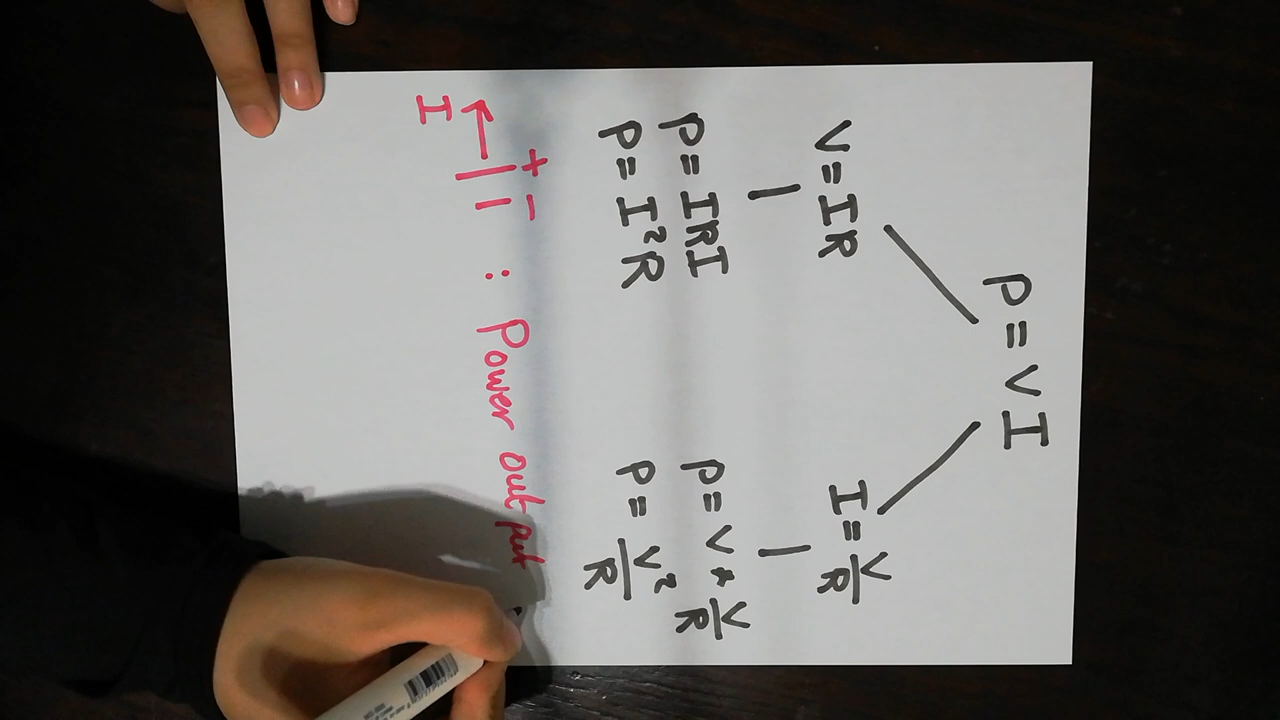 P = VI
V = IR
I = V/R
P = IRI
P = V * V/R
P = I²R
P = V²/R
+ -
I
: Power output